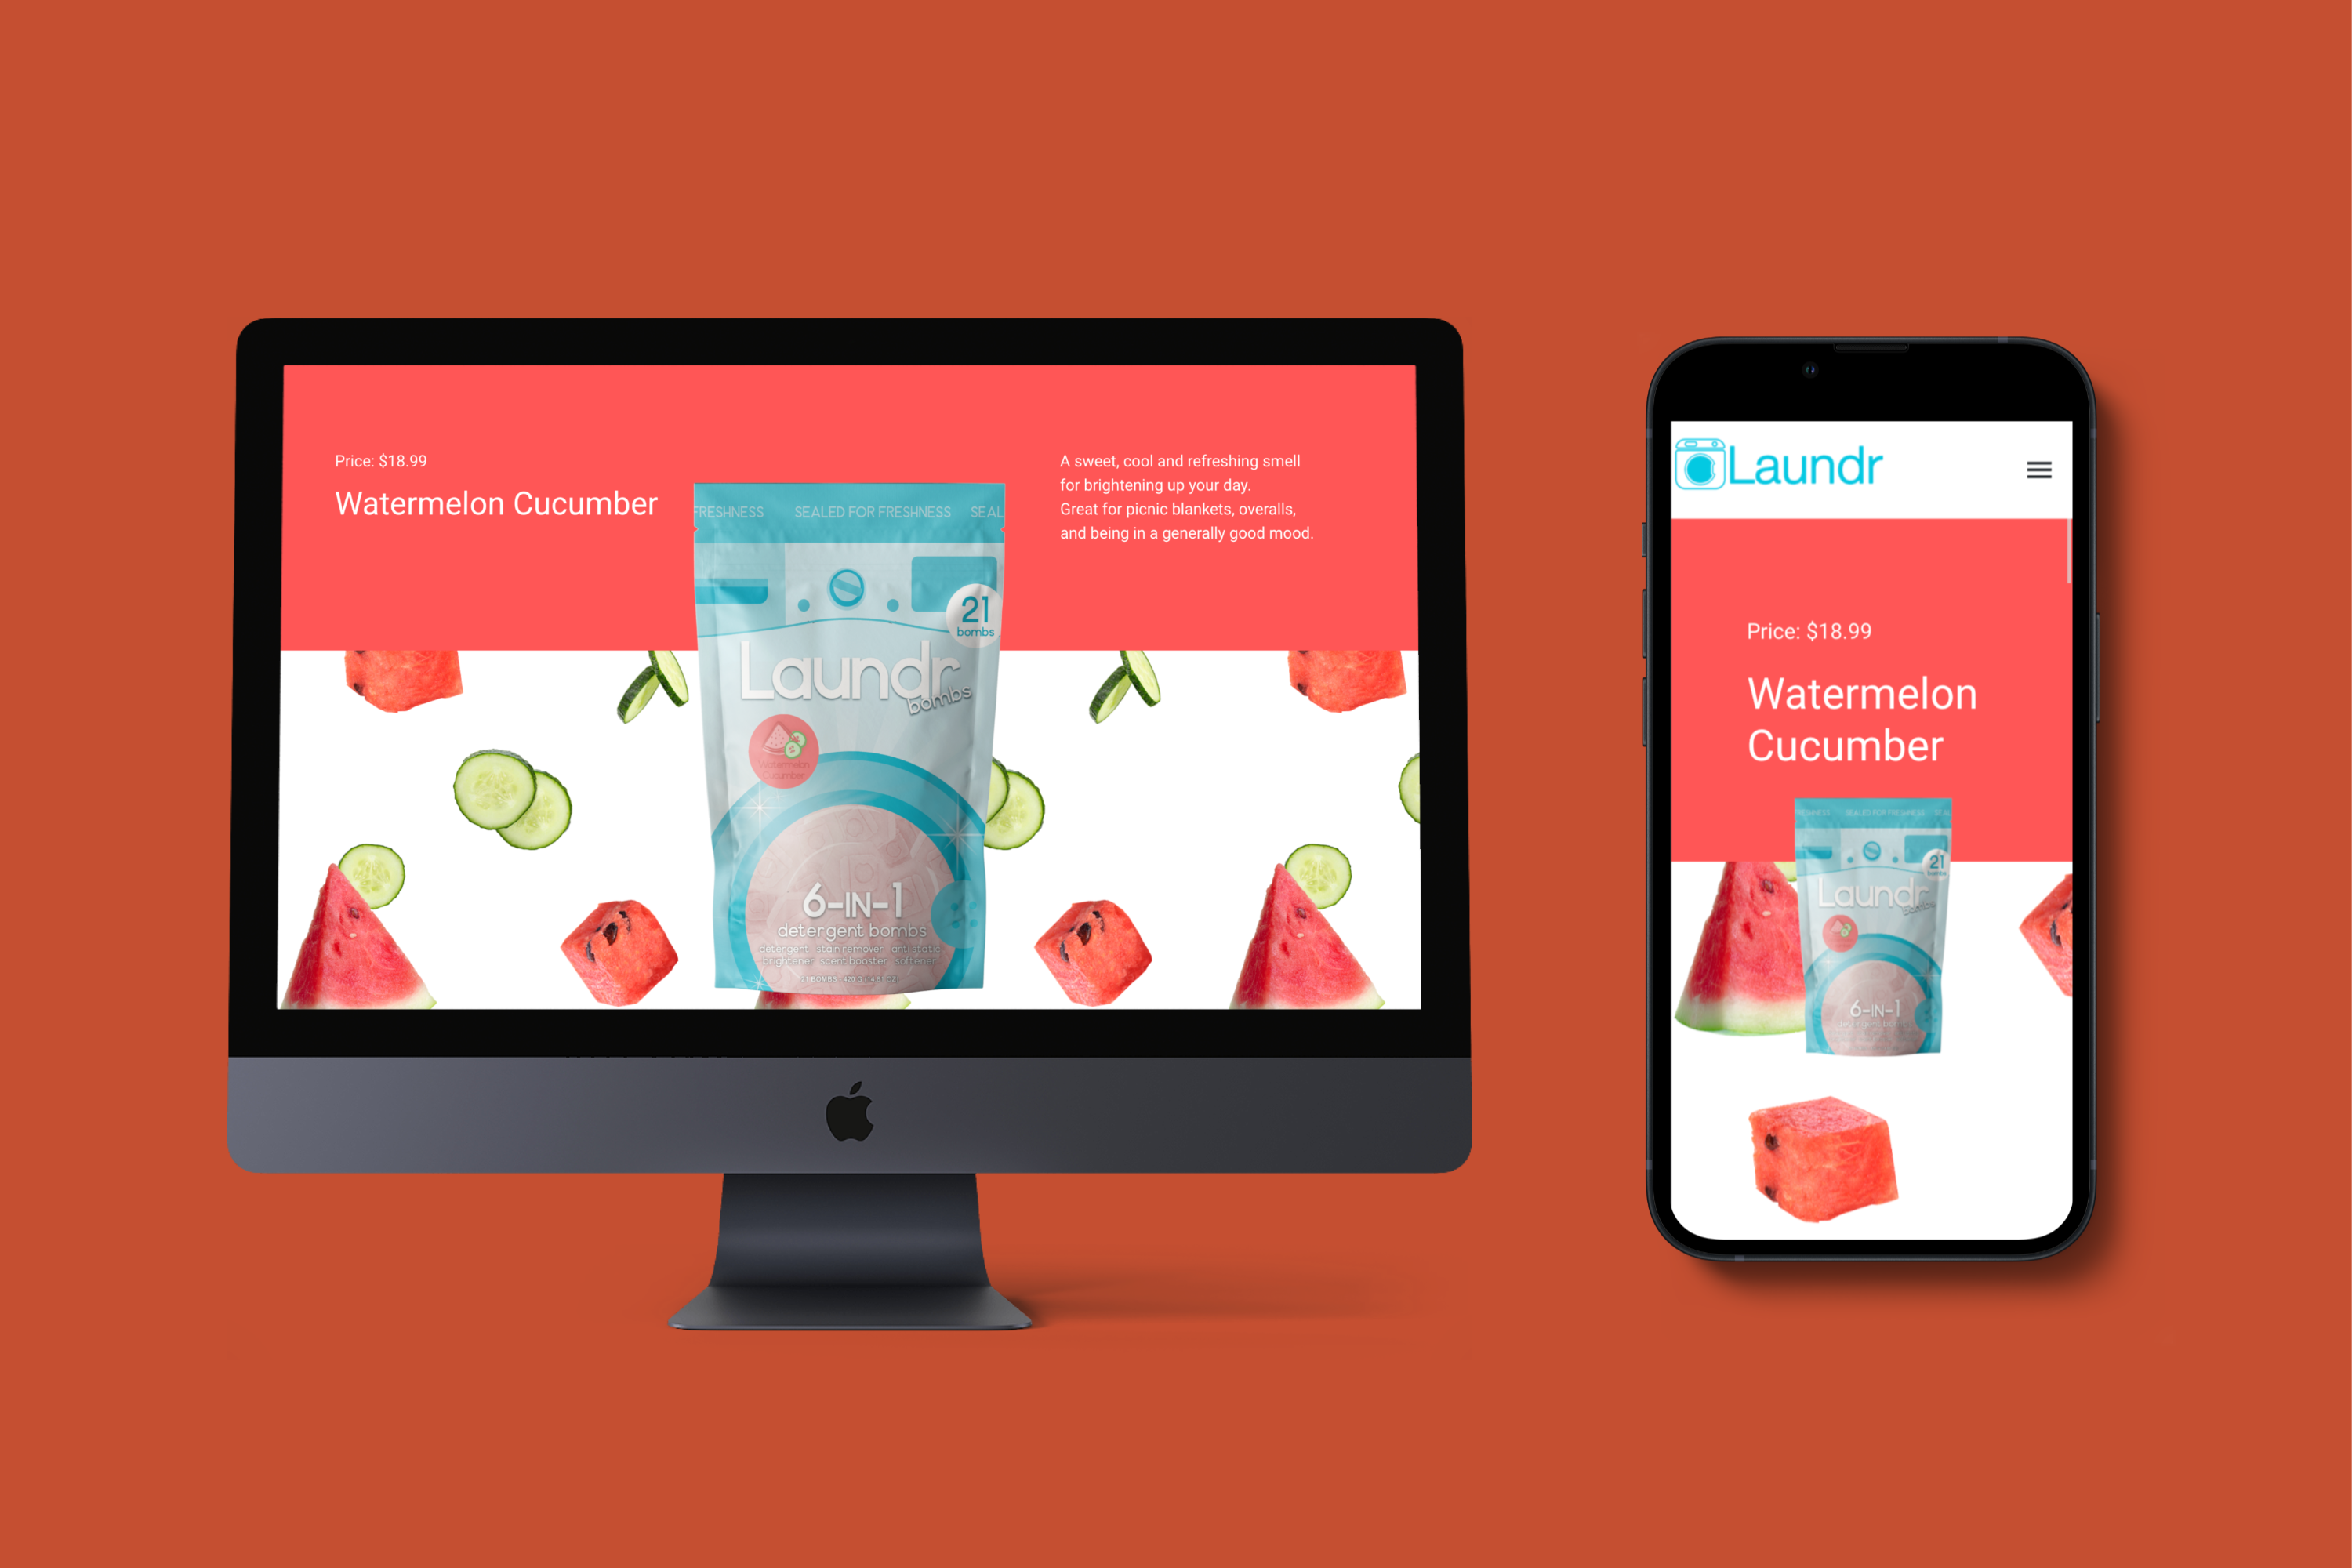 Price: $18.99
Watermelon Cucumber
A sweet, cool and refreshing smell
for brightening up your day.
Great for picnic blankets, overalls,
and being in a generally good mood.
FRESHNESS SEALED FOR FRESHNESS SEAL
21
bombs
Laundr
bombs
Watermelon
Cucumber
6-IN-1
detergent bombs
detergent stain remover anti static
brightener scent booster softener
Laundr
Price: $18.99
Watermelon
Cucumber
SEALED FOR FRESHNESS SEAL
21
bombs
Laundr
bombs
6-IN-1
detergent bombs